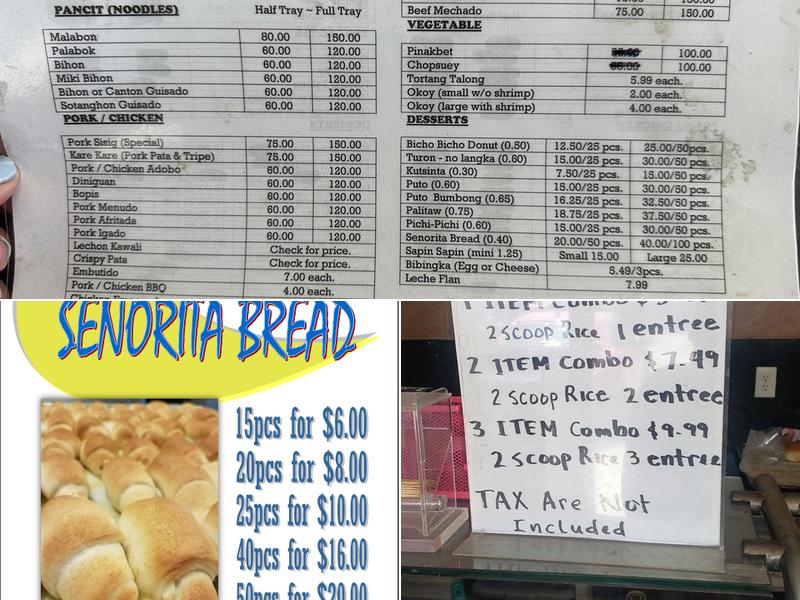 PANCIT (NOODLES) Half Tray ~ Full Tray
Malabon 80.00 150.00
Palabok 60.00 120.00
Bihon 60.00 120.00
Miki Bihon 60.00 120.00
Bihon or Canton Guisado 60.00 120.00
Sotanghon Guisado 60.00 120.00
PORK / CHICKEN
Pork Sisig (Special) 75.00 150.00
Kare Kare (Pork Pata & Tripe) 75.00 150.00
Pork / Chicken Adobo 60.00 120.00
Diniguan 60.00 120.00
Bopis 60.00 120.00
Pork Menudo 60.00 120.00
Pork Afritada 60.00 120.00
Pork Igado 60.00 120.00
Lechon Kawali Check for price.
Crispy Pata Check for price.
Embutido 7.00 each.
Pork / Chicken BBQ 4.00 each.
Beef Mechado 75.00 150.00
VEGETABLE
Pinakbet 100.00
Chopsuey 100.00
Tortang Talong 5.99 each.
Okoy (small w/o shrimp) 2.00 each.
Okoy (large with shrimp) 4.00 each.
DESSERTS
Bicho Bicho Donut (0.50) 12.50/25 pcs. 25.00/50pcs.
Turon - no langka (0.60) 15.00/25 pcs. 30.00/50 pcs.
Kutsinta (0.30) 7.50/25 pcs. 15.00/50 pcs.
Puto (0.60) 15.00/25 pcs. 30.00/50 pcs.
Puto Bumbong (0.65) 16.25/25 pcs. 32.50/50 pcs.
Palitaw (0.75) 18.75/25 pcs. 37.50/50 pcs.
Pichi-Pichi (0.60) 15.00/25 pcs. 30.00/50 pcs.
Senorita Bread (0.40) 20.00/50 pcs. 40.00/100 pcs.
Sapin Sapin (mini 1.25) Small 15.00 Large 25.00
Bibingka (Egg or Cheese) 5.49/3pcs.
Leche Flan 7.99
SENORITA BREAD
15pcs for $6.00
20pcs for $8.00
25pcs for $10.00
40pcs for $16.00
50pcs for $20.00
1 ITEM Combo $
2 Scoop Rice 1 entree
2 ITEM Combo $7.49
2 Scoop Rice 2 entree
3 ITEM Combo $9.99
2 Scoop Rice 3 entree
TAX Are Not
Included